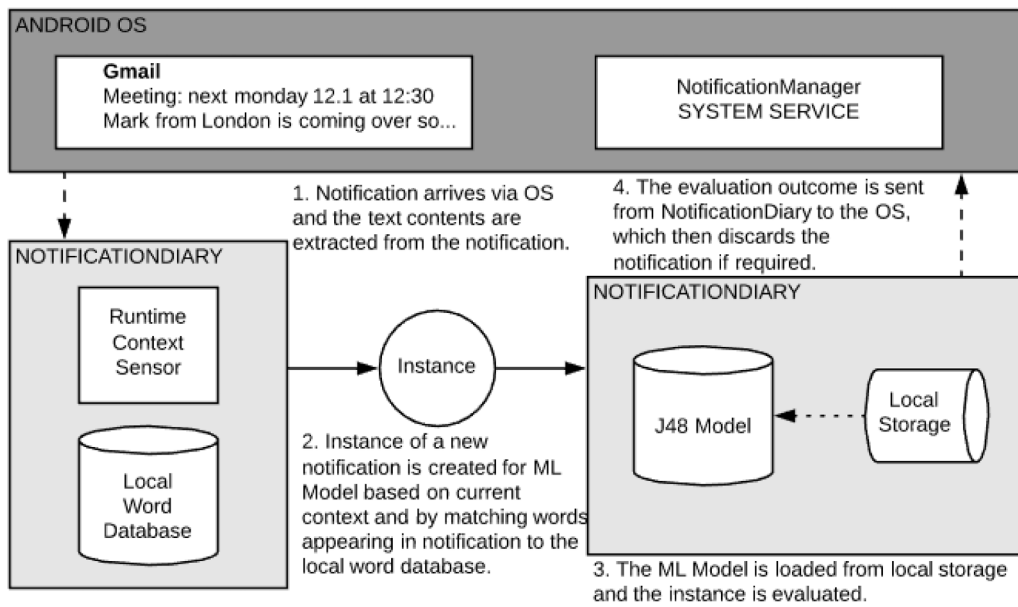 ANDROID OS
Gmail
Meeting: next monday 12.1 at 12:30
Mark from London is coming over so...
NotificationManager
SYSTEM SERVICE
1. Notification arrives via OS
and the text contents are
extracted from the notification.
4. The evaluation outcome is sent
from NotificationDiary to the OS,
which then discards the
notification if required.
NOTIFICATIONDIARY
Runtime
Context
Sensor
Local
Word
Database
Instance
2. Instance of a new
notification is created for ML
Model based on current
context and by matching words
appearing in notification to the
local word database.
NOTIFICATIONDIARY
J48 Model
Local
Storage
3. The ML Model is loaded from local storage
and the instance is evaluated.